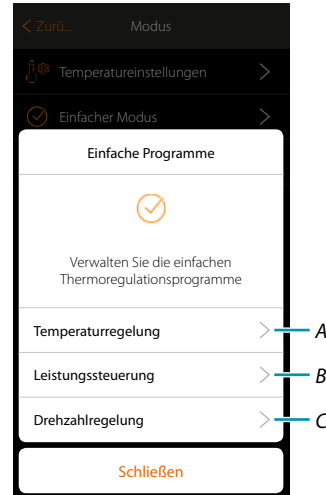 Zurü... Modus
Temperatureinstellungen
Einfacher Modus
Einfache Programme
Verwalten Sie die einfachen
Thermoregulationsprogramme
Temperaturregelung A
Leistungssteuerung B
Drehzahlregelung C
Schließen